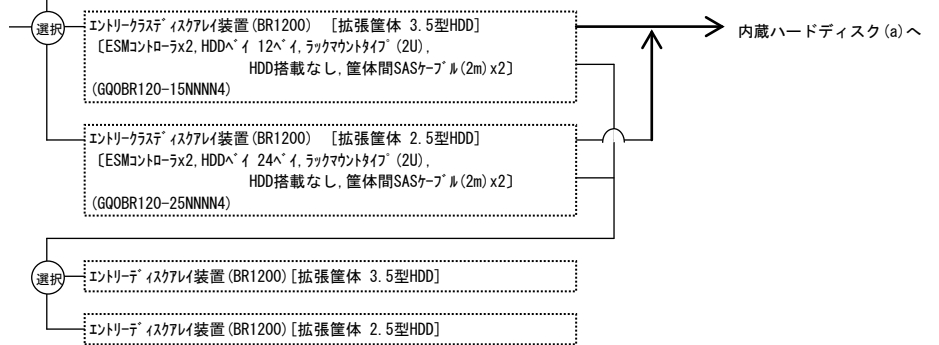 選択
エントリークラスディスクアレイ装置(BR1200) [拡張筐体 3.5型HDD]
〔ESMコントローラx2,HDDベイ 12ベイ,ラックマウントタイプ(2U),
HDD搭載なし,筐体間SASケーブル(2m)x2〕
(GQ0BR120-15NNNN4)
内蔵ハードディスク(a)へ
エントリークラスディスクアレイ装置(BR1200) [拡張筐体 2.5型HDD]
〔ESMコントローラx2,HDDベイ 24ベイ,ラックマウントタイプ(2U),
HDD搭載なし,筐体間SASケーブル(2m)x2〕
(GQ0BR120-25NNNN4)
選択
エントリーディスクアレイ装置(BR1200)[拡張筐体 3.5型HDD]
エントリーディスクアレイ装置(BR1200)[拡張筐体 2.5型HDD]